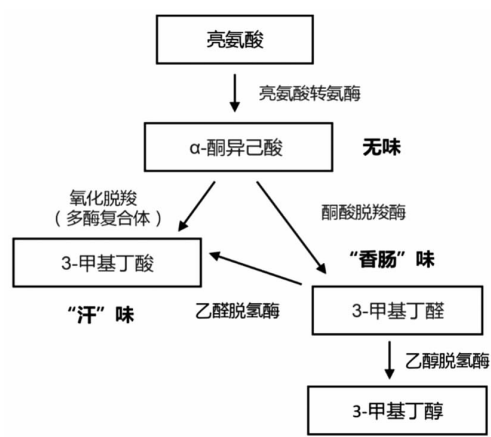 亮氨酸
亮氨酸转氨酶
α-酮异己酸
无味
氧化脱羧
（多酶复合体）
酮酸脱羧酶
3-甲基丁酸
“香肠”味
“汗”味
乙醛脱氢酶
3-甲基丁醛
乙醇脱氢酶
3-甲基丁醇